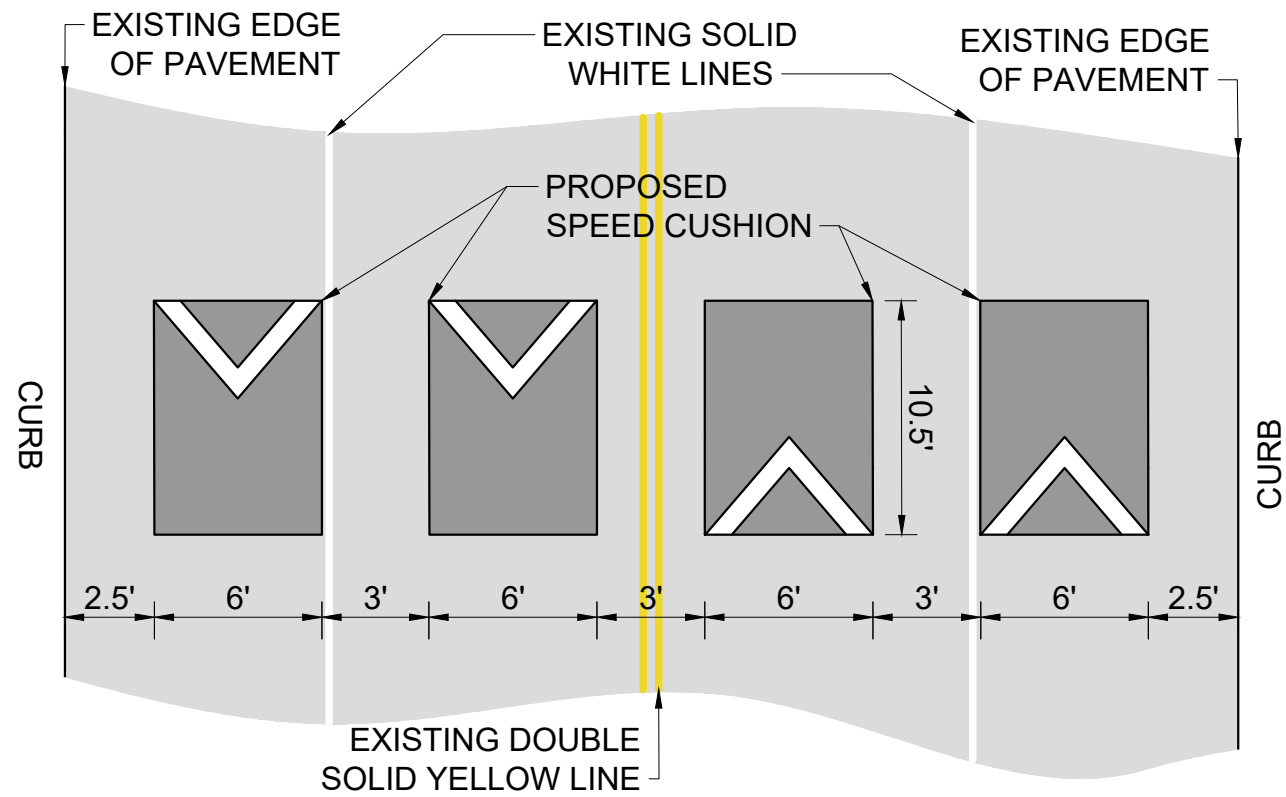 EXISTING EDGE
OF PAVEMENT
EXISTING SOLID
WHITE LINES
EXISTING EDGE
OF PAVEMENT
PROPOSED
SPEED CUSHION
CURB
10.5'
CURB
2.5'
6'
3'
6'
3'
6'
3'
6'
2.5'
EXISTING DOUBLE
SOLID YELLOW LINE